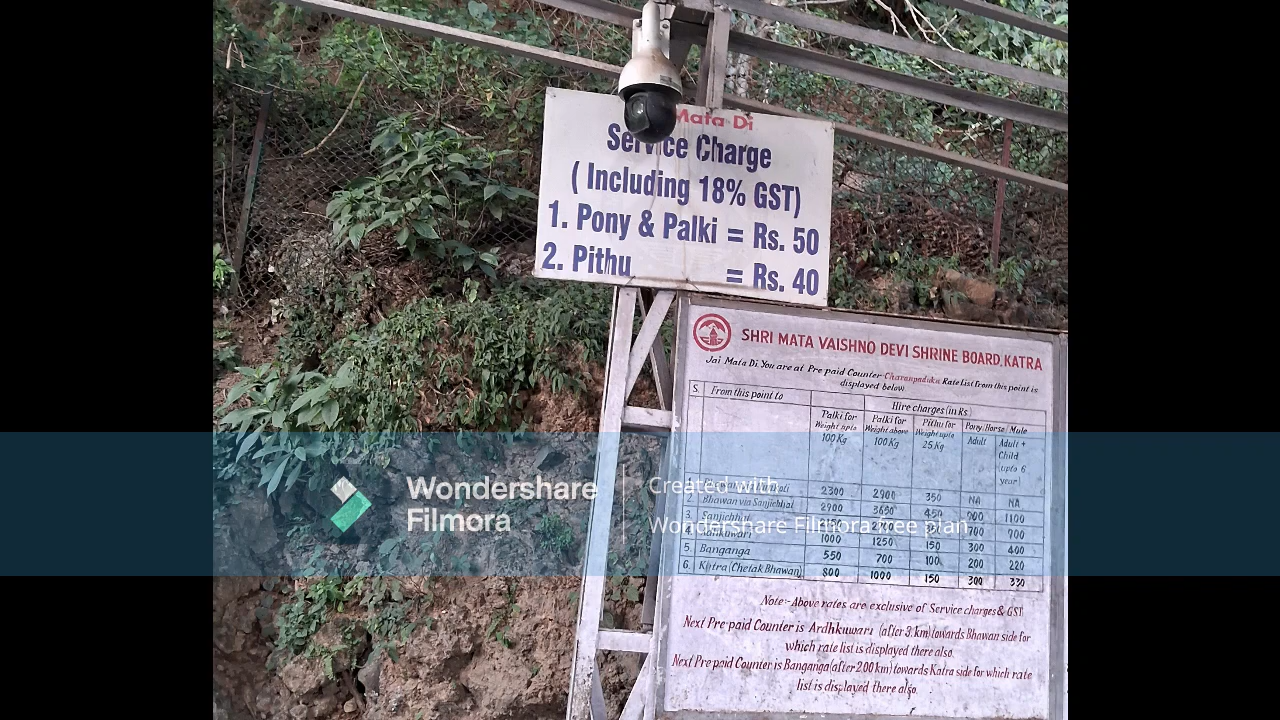 Mata Di
Service Charge
( Including 18% GST)
1. Pony & Palki = Rs. 50
2. Pithu = Rs. 40
SHRI MATA VAISHNO DEVI SHRINE BOARD, KATRA
Jai Mata Di You are at Pre-paid Counter-Charanpaduka Rate List from this point is
displayed below.
S. From this point to Hire charges (in Rs.)
Palki for Weight upto 100 Kg Palki for Weight above 100 Kg Pithu for Weight upto 25 Kg Pony, Horse, Mule Adult Adult + Child upto 6 year
Bhawan 2300 2900 350 NA NA
2. Bhawan via Sanjichhat 2900 3650 450 900 1100
3. Sanjichhat 700 700
4. 1000 1250 150 300 400
5. Banganga 550 700 100 200 220
6. Katra (Chetak Bhawan) 800 1000 150 300 330
Note:- Above rates are exclusive of Service charges & GST
Next Pre-paid Counter is Ardhkuwari (after 3. km) towards Bhawan side for
which rate list is displayed there also.
Next Pre-paid Counter is Banganga (after 2.00 km) towards Katra side for which rate
list is displayed there also.
Wondershare
Filmora
Created with
Wondershare Filmora Free plan